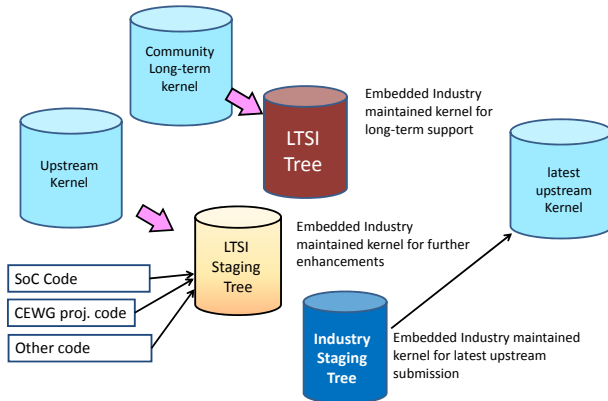 Community
Long-term
kernel
Embedded Industry
maintained kernel for
long-term support
LTSI
Tree
Upstream
Kernel
latest
upstream
Kernel
LTSI
Staging
Tree
Embedded Industry
maintained kernel for further
enhancements
SoC Code
CEWG proj. code
Other code
Industry
Staging
Tree
Embedded Industry maintained
kernel for latest upstream
submission